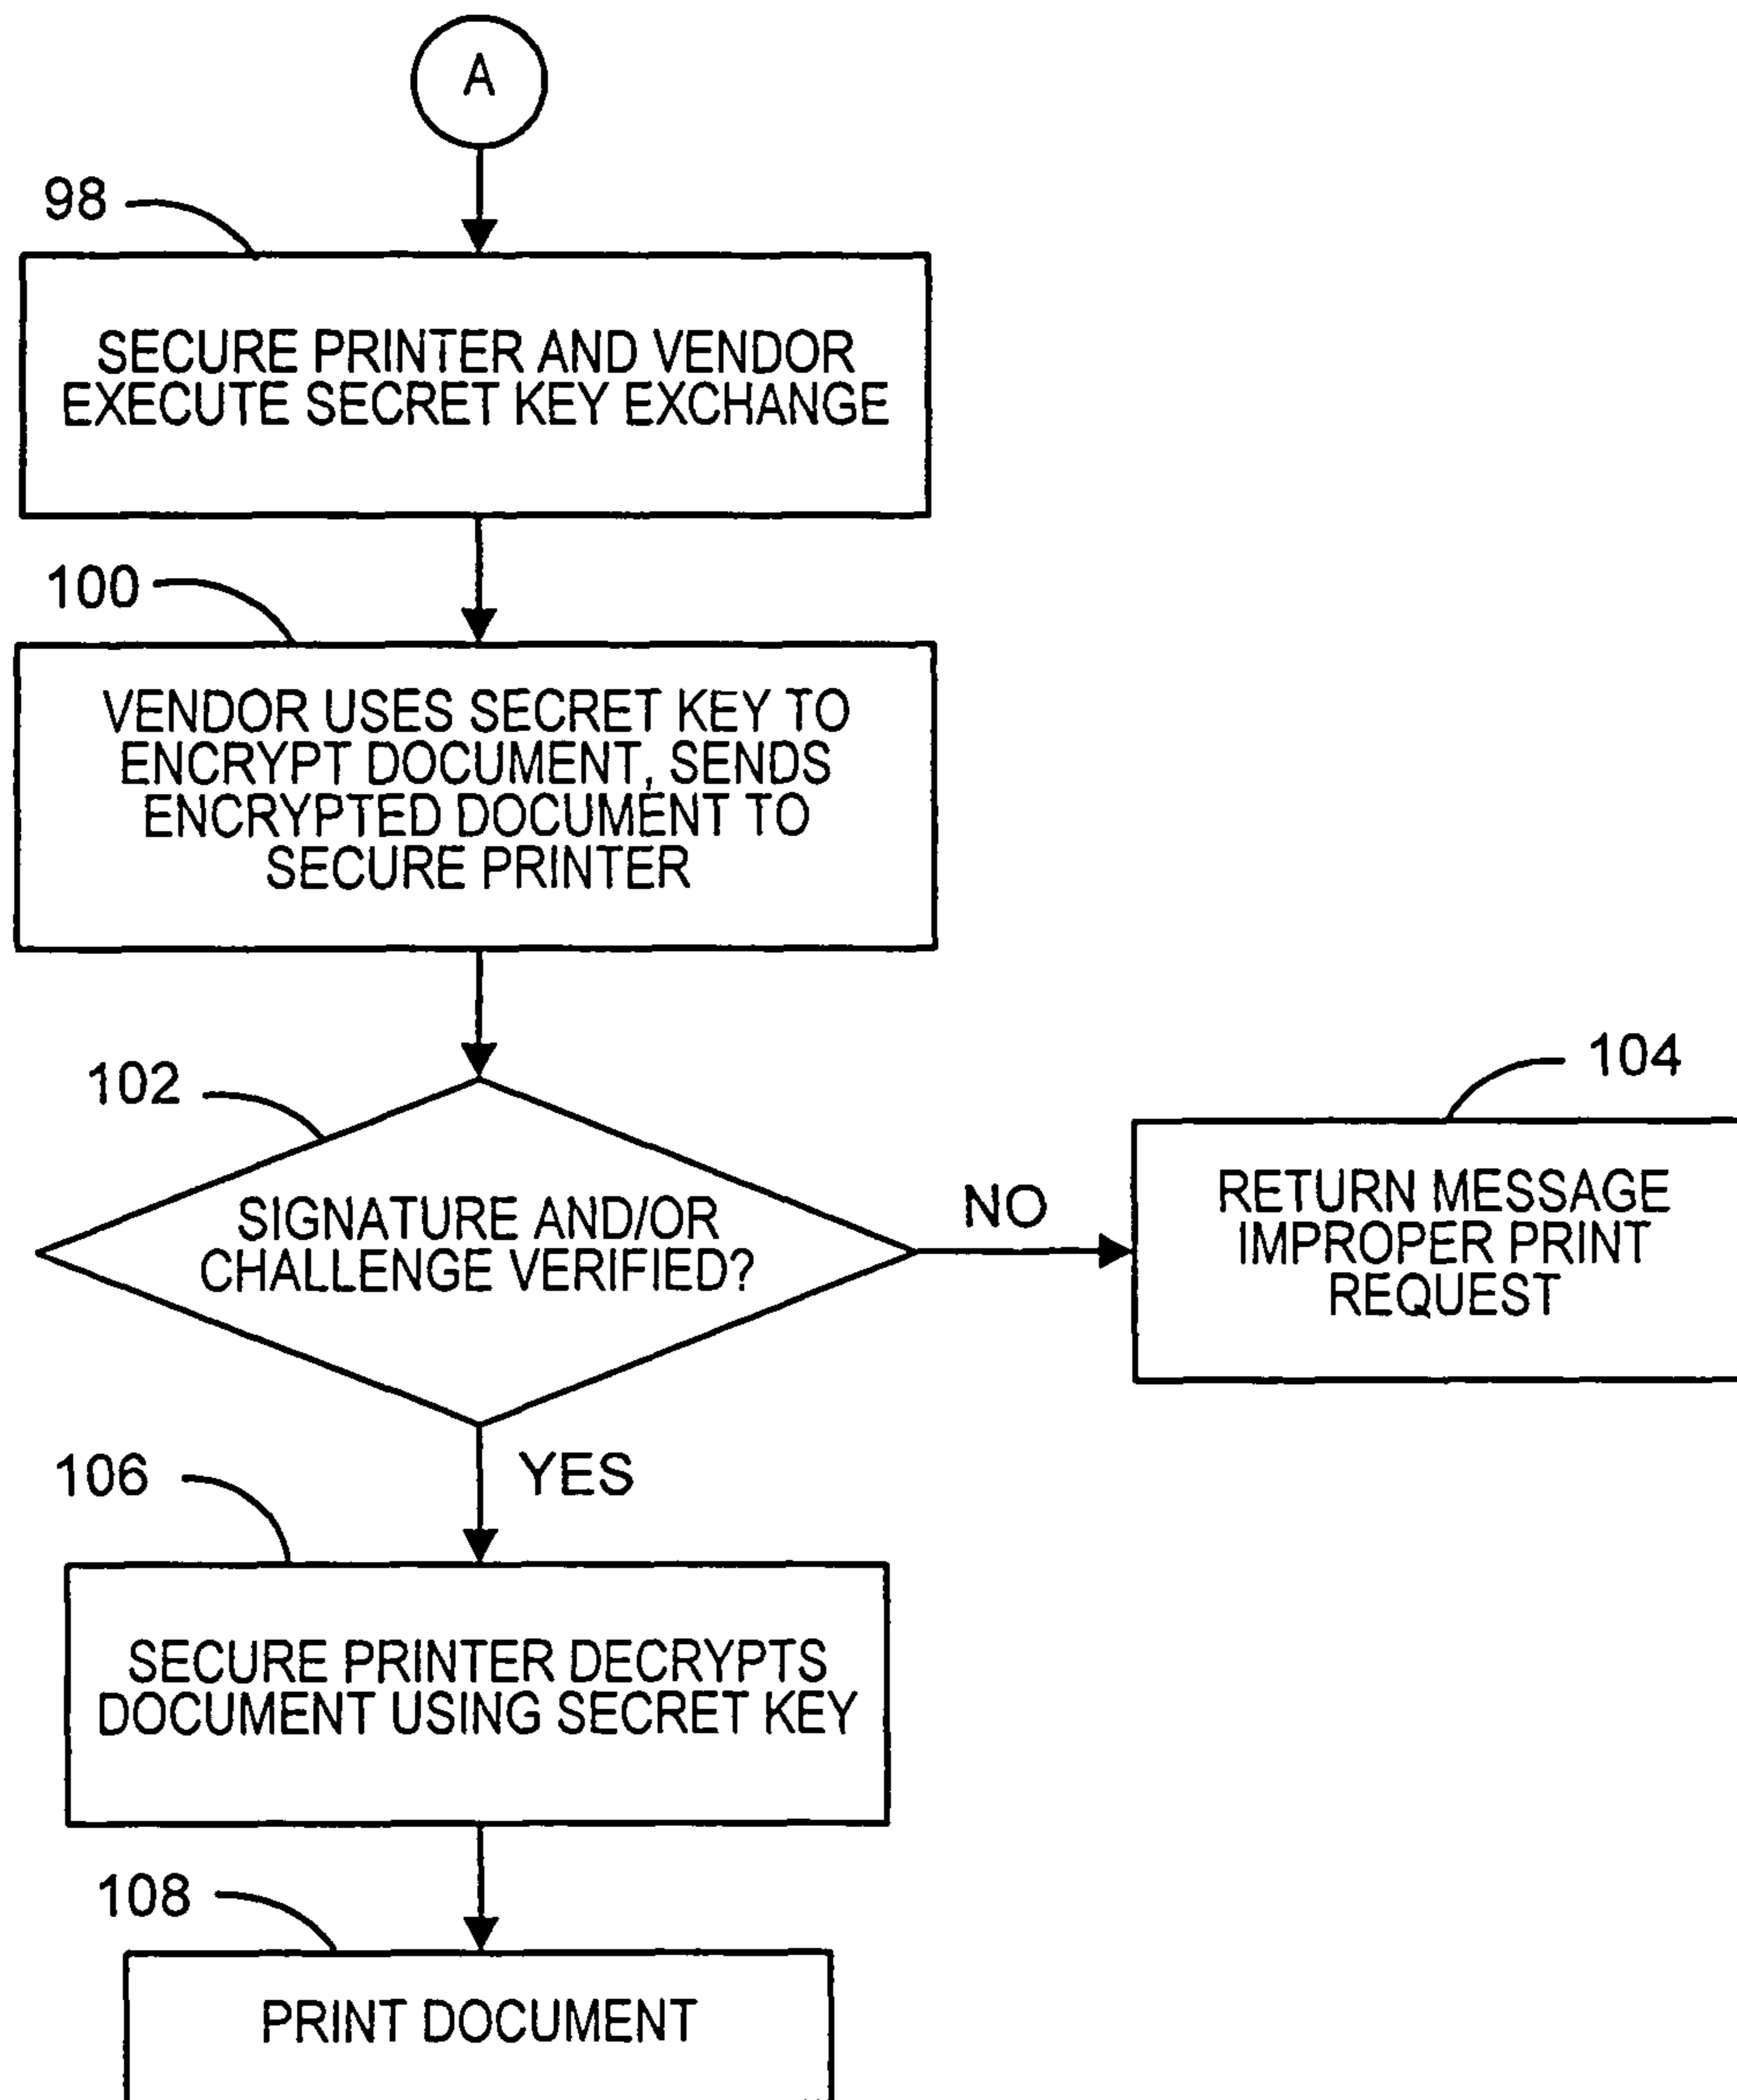 A
98
SECURE PRINTER AND VENDOR
EXECUTE SECRET KEY EXCHANGE
100
VENDOR USES SECRET KEY TO
ENCRYPT DOCUMENT, SENDS
ENCRYPTED DOCUMENT TO
SECURE PRINTER
102
SIGNATURE AND/OR
CHALLENGE VERIFIED?
NO
104
RETURN MESSAGE
IMPROPER PRINT
REQUEST
YES
106
SECURE PRINTER DECRYPTS
DOCUMENT USING SECRET KEY
108
PRINT DOCUMENT